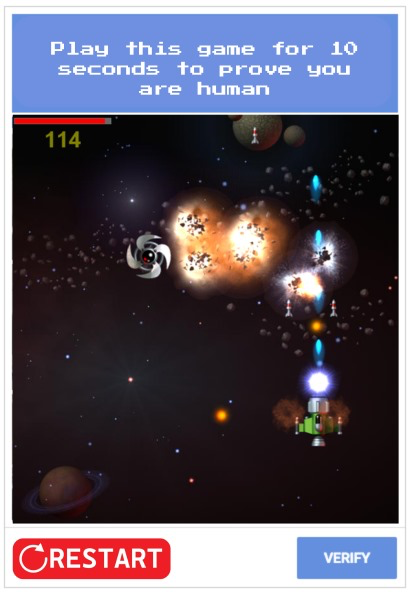 Play this game for 10
seconds to prove you
are human
114
RESTART
VERIFY